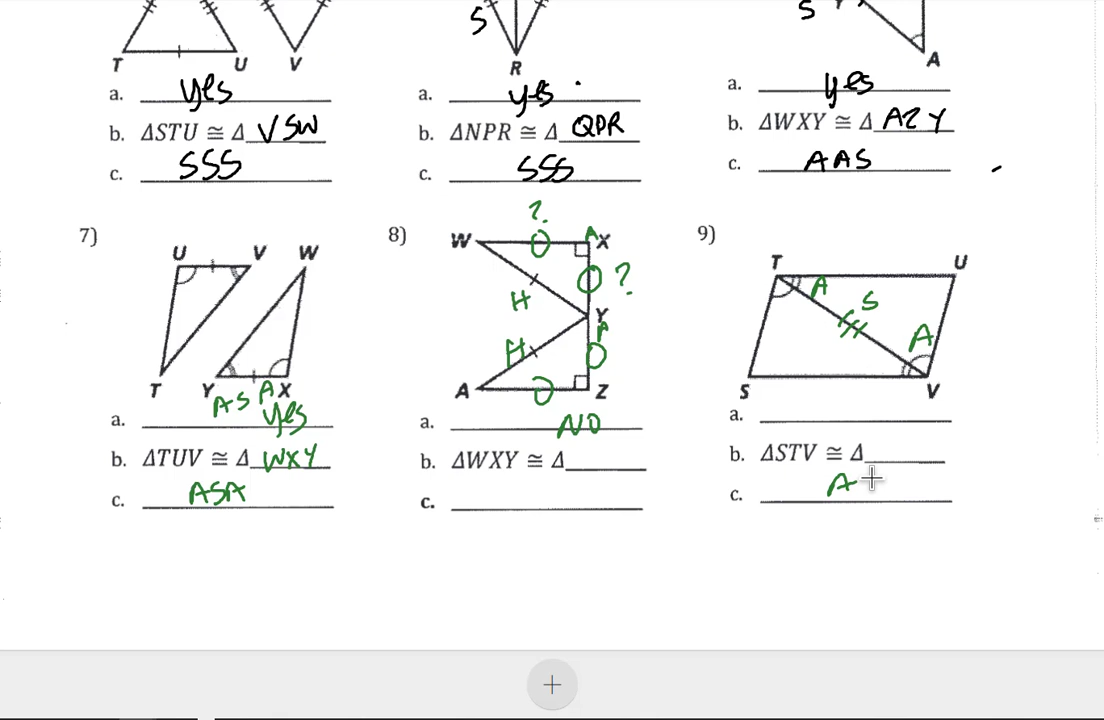 S
T U V
R
S Y
A
a. yes
a. yes
a. yes
b. ΔSTU ≅ Δ VSW
b. ΔNPR ≅ Δ QPR
b. ΔWXY ≅ Δ AZY
c. SSS
c. SSS
c. AAS
7)
U V W
T Y X
A S A
a. yes
b. ΔTUV ≅ Δ WXY
c. ASA
8)
?
W A X
H ?
Y
H A
A Z
a. NO
b. ΔWXY ≅ Δ
c.
9)
T U
A S
A
S V
a.
b. ΔSTV ≅ Δ
c. A